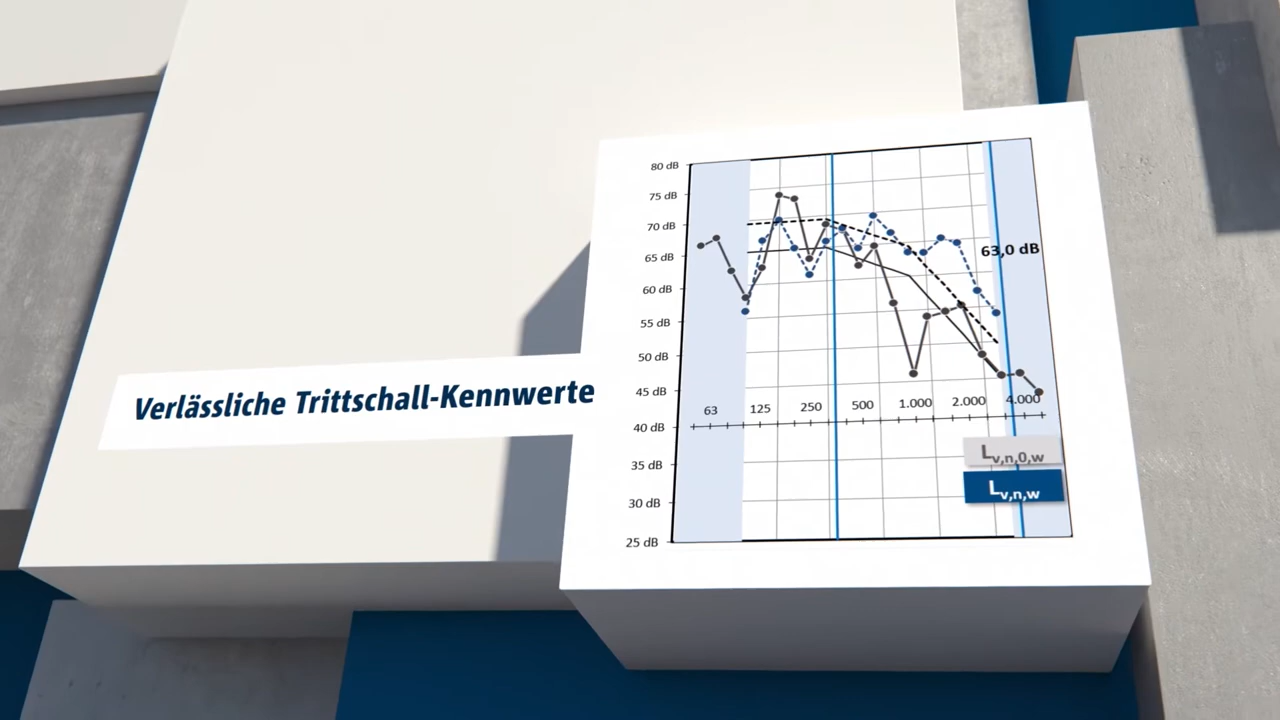 Verlässliche Trittschall-Kennwerte
80 dB
75 dB
70 dB
65 dB
60 dB
55 dB
50 dB
45 dB
40 dB
35 dB
30 dB
25 dB
63 125 250 500 1.000 2.000 4.000
63,0 dB
Lv,n,0,w
Lv,n,w